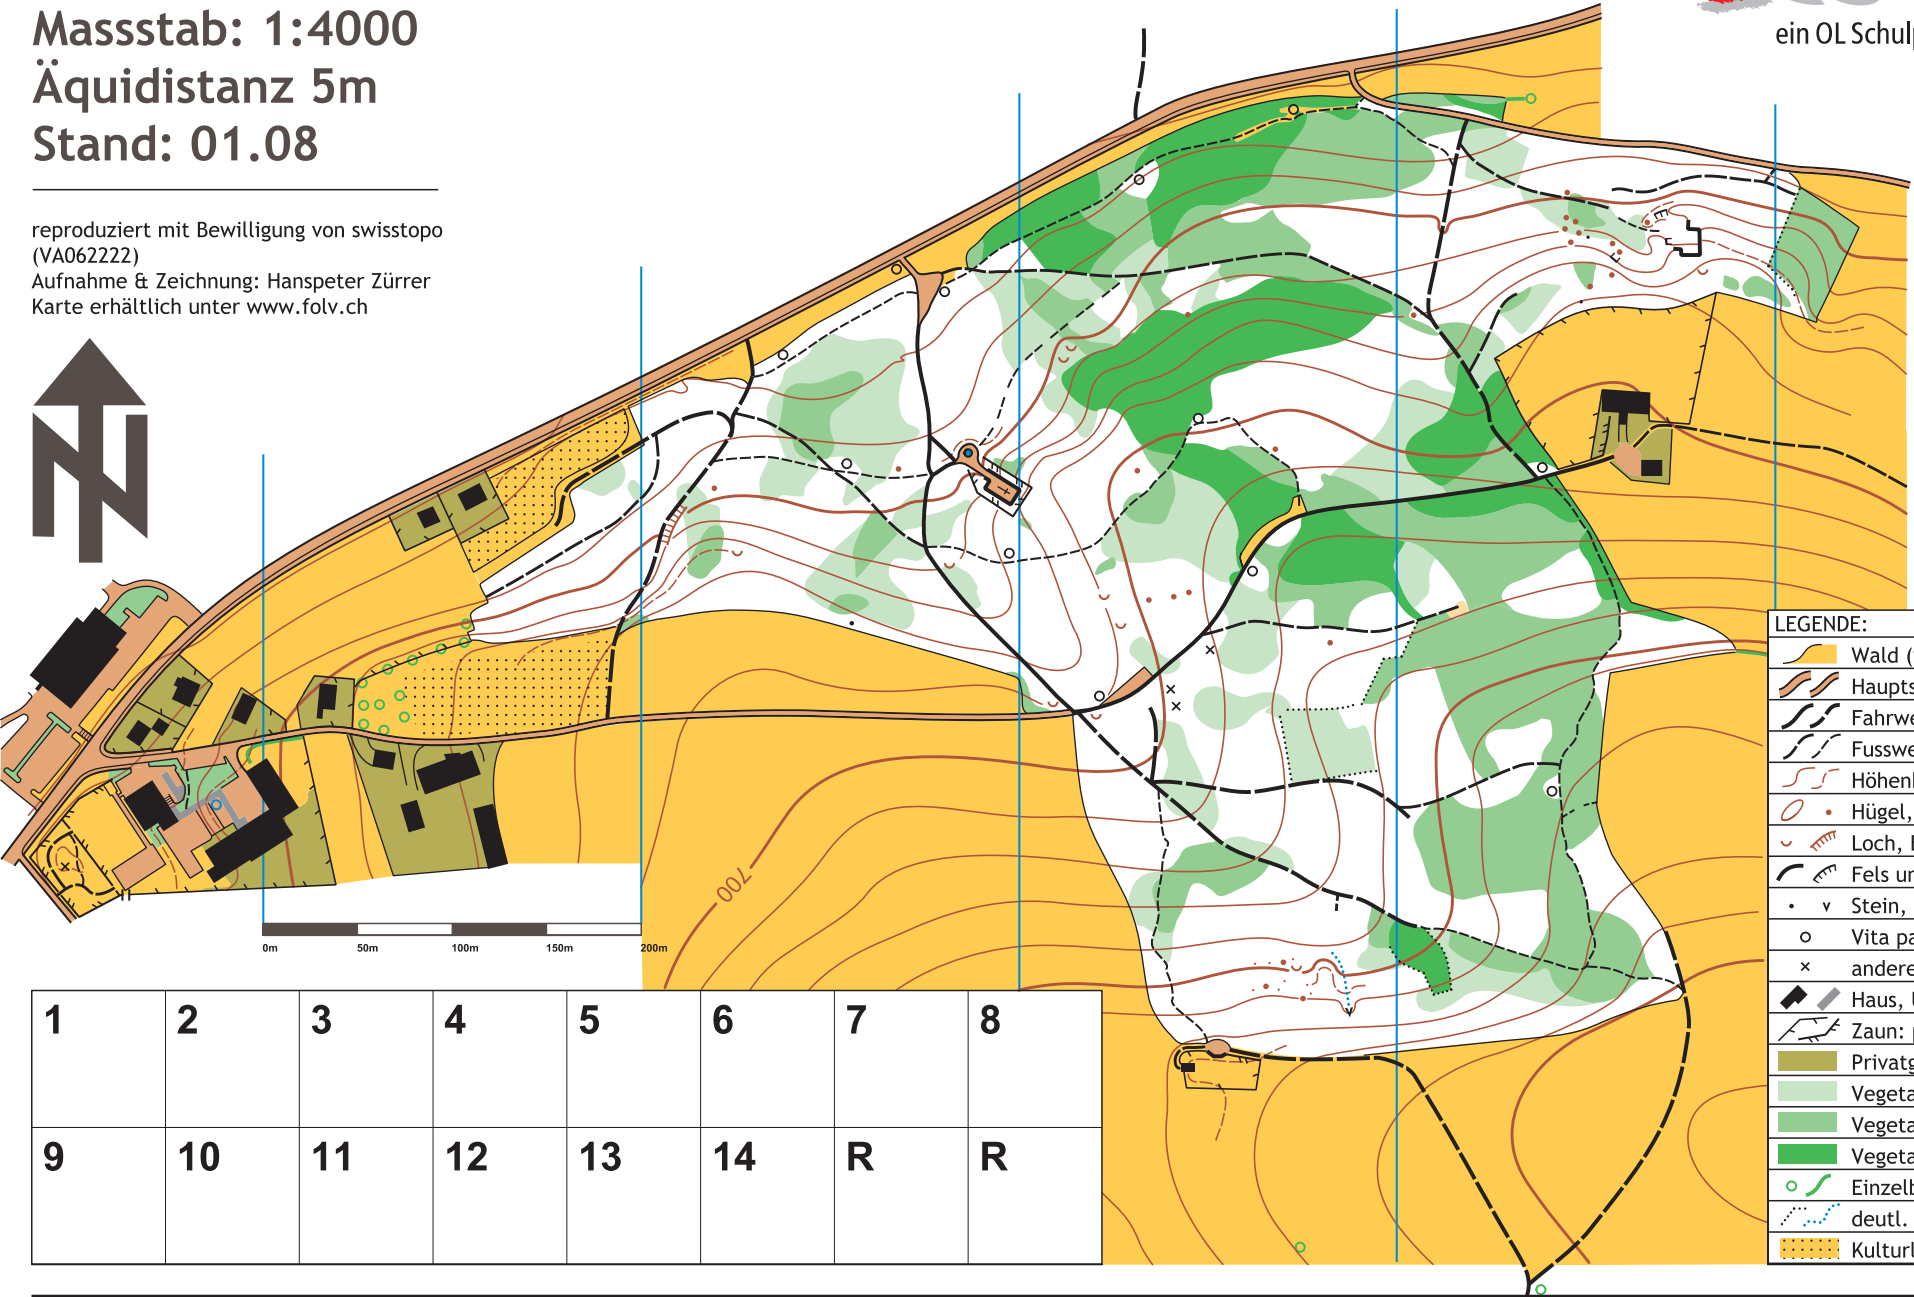 Massstab: 1:4000
Äquidistanz 5m
Stand: 01.08
reproduziert mit Bewilligung von swisstopo
(VA062222)
Aufnahme & Zeichnung: Hanspeter Zürrer
Karte erhältlich unter www.folv.ch
ein OL Schul
N
700
0m 50m 100m 150m 200m
1 2 3 4 5 6 7 8
9 10 11 12 13 14 R R
LEGENDE:
Wald (
Haupts
Fahrwe
Fusswe
Höhen
Hügel,
Loch,
Fels u
Stein,
Vita pa
andere
Haus,
Zaun:
Privatg
Vegeta
Vegeta
Vegeta
Einzel
deutl.
Kultur